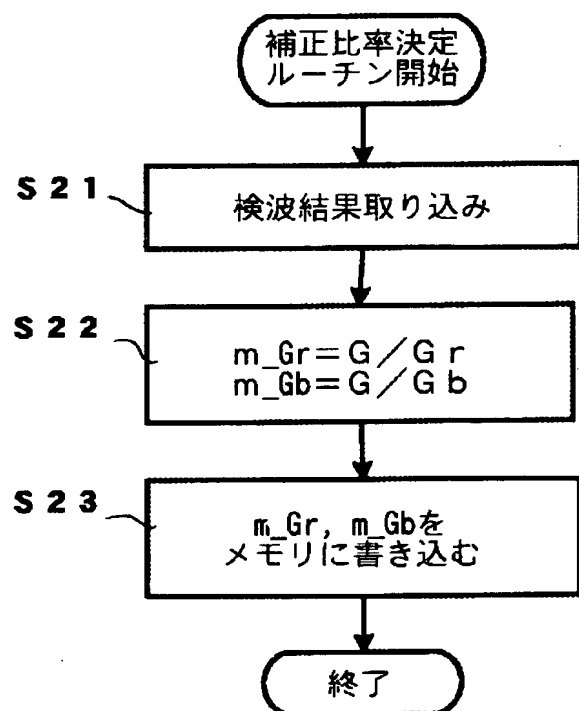 補正比率決定
ルーチン開始
S21
検波結果取り込み
S22
m_Gr=G／Gr
m_Gb=G／Gb
S23
m_Gr, m_Gbを
メモリに書き込む
終了